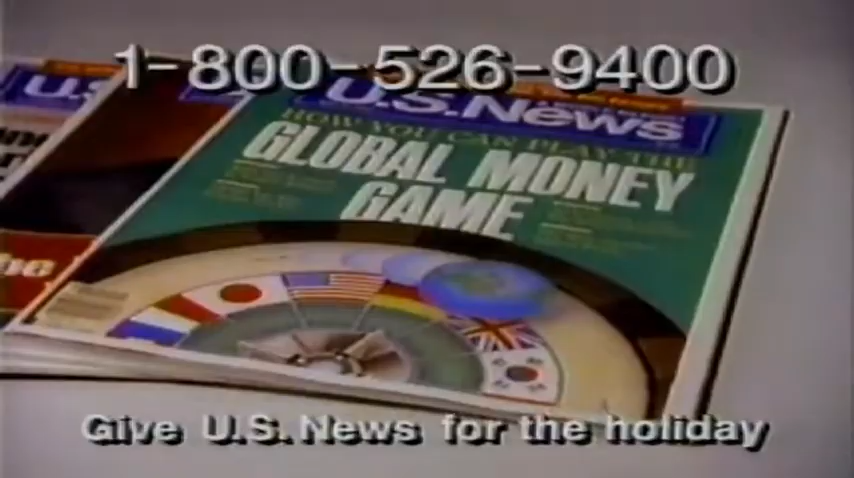 1-800-526-9400
U.S.
U.S. News
HOW YOU CAN PLAY THE
GLOBAL MONEY
GAME
Give U.S. News for the holiday